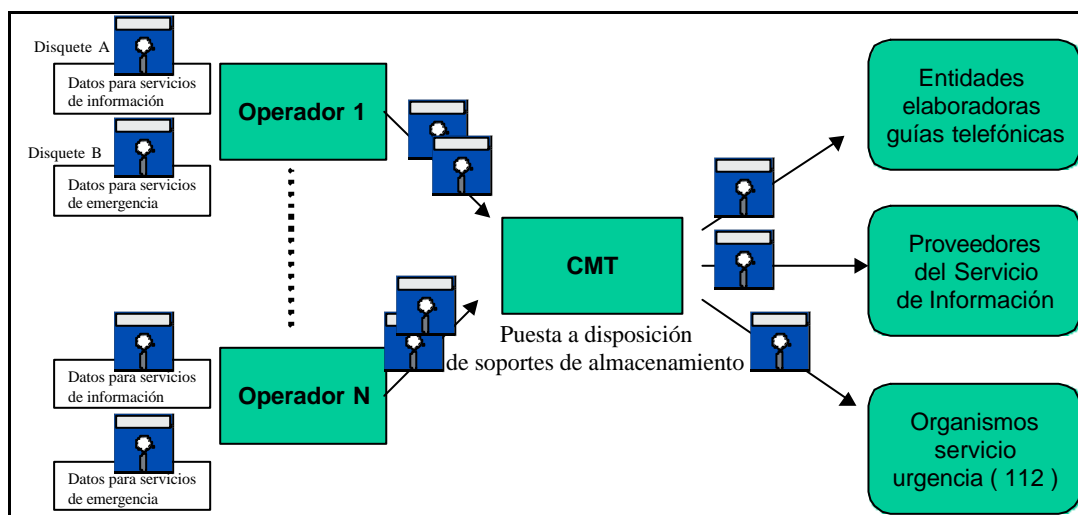 Disquete A
Datos para servicios
de información
Disquete B
Datos para servicios
de emergencia
Operador 1
Datos para servicios
de información
Datos para servicios
de emergencia
Operador N
CMT
Puesta a disposición
de soportes de almacenamiento
Entidades
elaboradoras
guías telefónicas
Proveedores
del Servicio
de Información
Organismos
servicio
urgencia ( 112 )